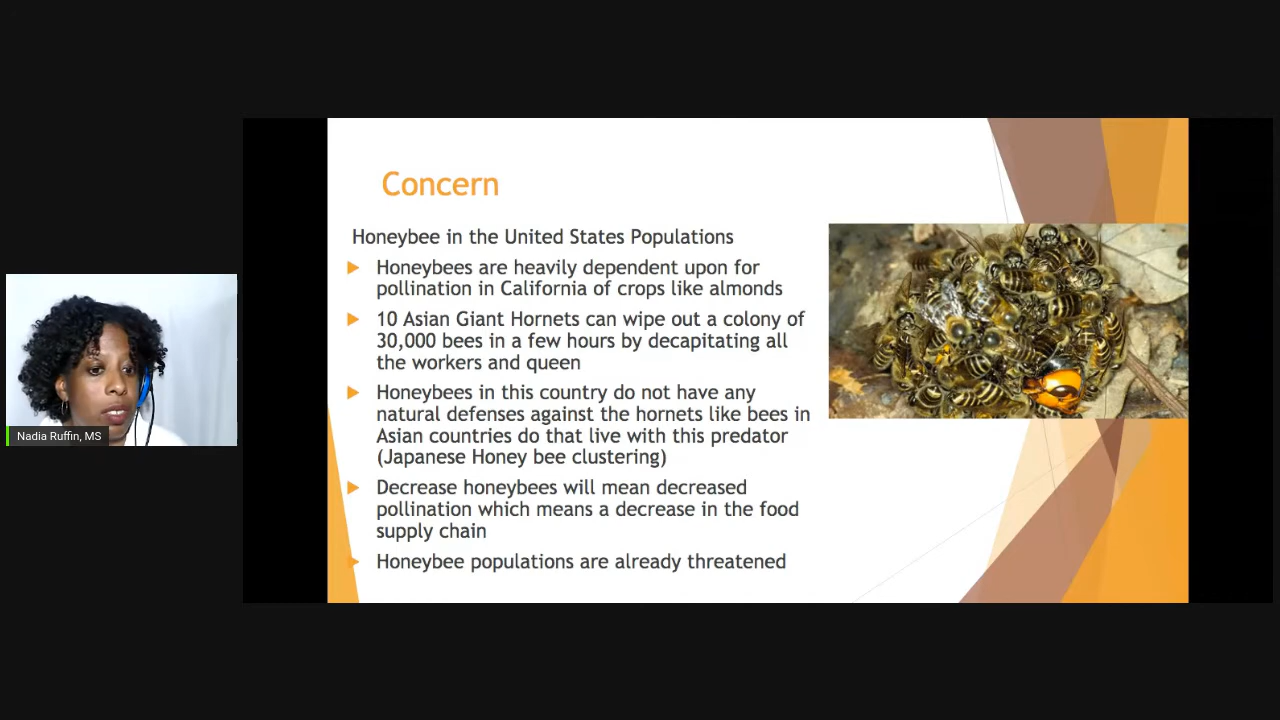 Concern
Honeybee in the United States Populations
Honeybees are heavily dependent upon for
pollination in California of crops like almonds
10 Asian Giant Hornets can wipe out a colony of
30,000 bees in a few hours by decapitating all
the workers and queen
Honeybees in this country do not have any
natural defenses against the hornets like bees in
Asian countries do that live with this predator
(Japanese Honey bee clustering)
Decrease honeybees will mean decreased
pollination which means a decrease in the food
supply chain
Honeybee populations are already threatened
Nadia Ruffin, MS